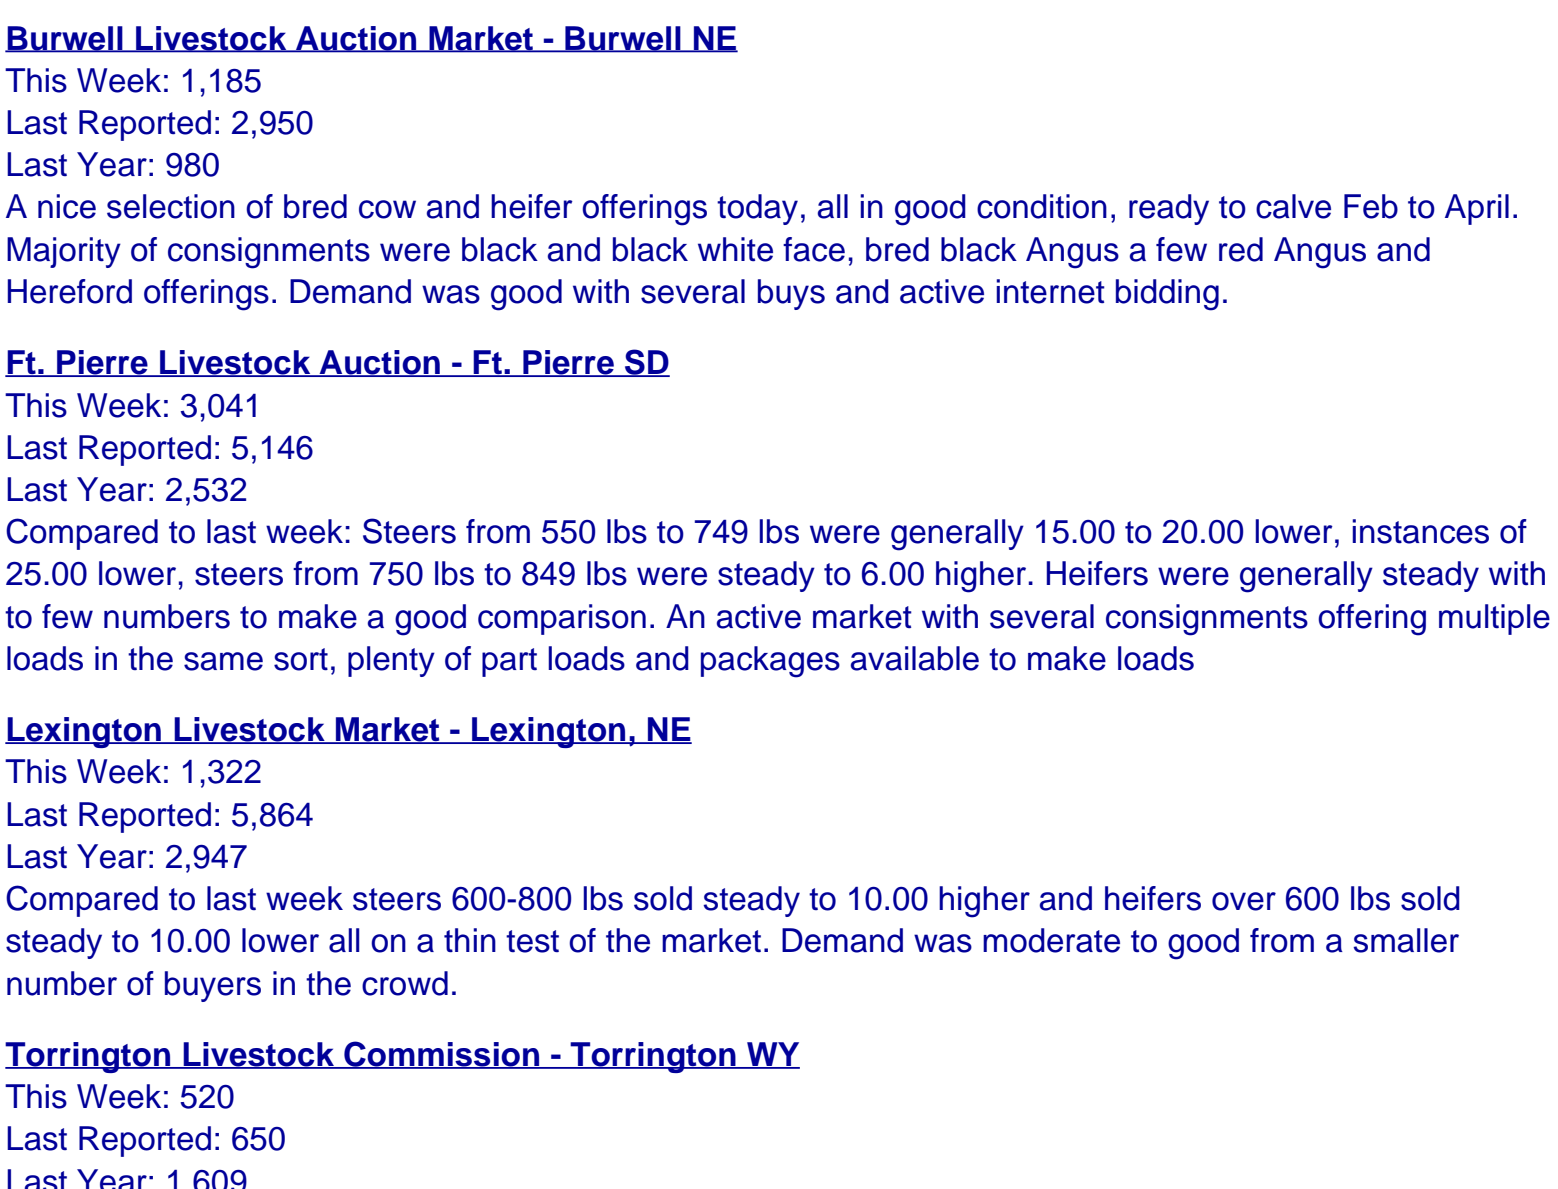 Burwell Livestock Auction Market - Burwell NE
This Week: 1,185
Last Reported: 2,950
Last Year: 980
A nice selection of bred cow and heifer offerings today, all in good condition, ready to calve Feb to April.
Majority of consignments were black and black white face, bred black Angus a few red Angus and
Hereford offerings. Demand was good with several buys and active internet bidding.
Ft. Pierre Livestock Auction - Ft. Pierre SD
This Week: 3,041
Last Reported: 5,146
Last Year: 2,532
Compared to last week: Steers from 550 lbs to 749 lbs were generally 15.00 to 20.00 lower, instances of
25.00 lower, steers from 750 lbs to 849 lbs were steady to 6.00 higher. Heifers were generally steady with
to few numbers to make a good comparison. An active market with several consignments offering multiple
loads in the same sort, plenty of part loads and packages available to make loads
Lexington Livestock Market - Lexington, NE
This Week: 1,322
Last Reported: 5,864
Last Year: 2,947
Compared to last week steers 600-800 lbs sold steady to 10.00 higher and heifers over 600 lbs sold
steady to 10.00 lower all on a thin test of the market. Demand was moderate to good from a smaller
number of buyers in the crowd.
Torrington Livestock Commission - Torrington WY
This Week: 520
Last Reported: 650
Last Year: 1,609